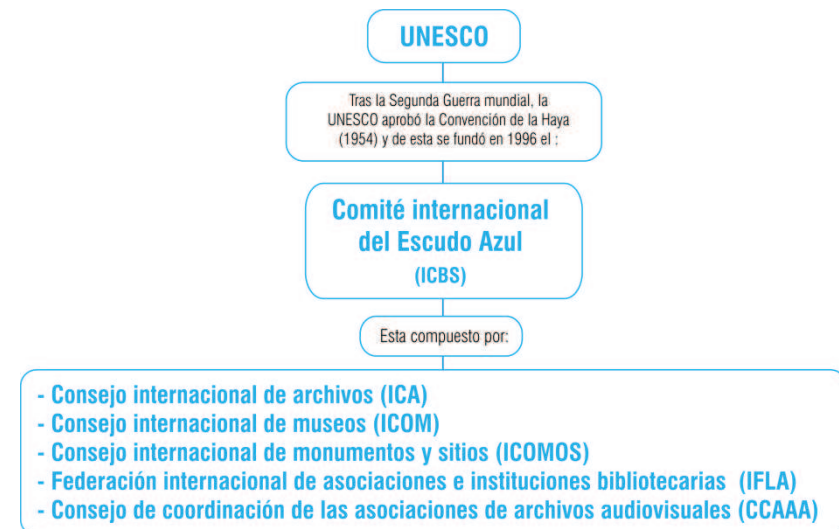 UNESCO
Tras la Segunda Guerra mundial, la
UNESCO aprobó la Convención de la Haya
(1954) y de esta se fundó en 1996 el :
Comité internacional
del Escudo Azul
(ICBS)
Esta compuesto por:
- Consejo internacional de archivos (ICA)
- Consejo internacional de museos (ICOM)
- Consejo internacional de monumentos y sitios (ICOMOS)
- Federación internacional de asociaciones e instituciones bibliotecarias (IFLA)
- Consejo de coordinación de las asociaciones de archivos audiovisuales (CCAAA)